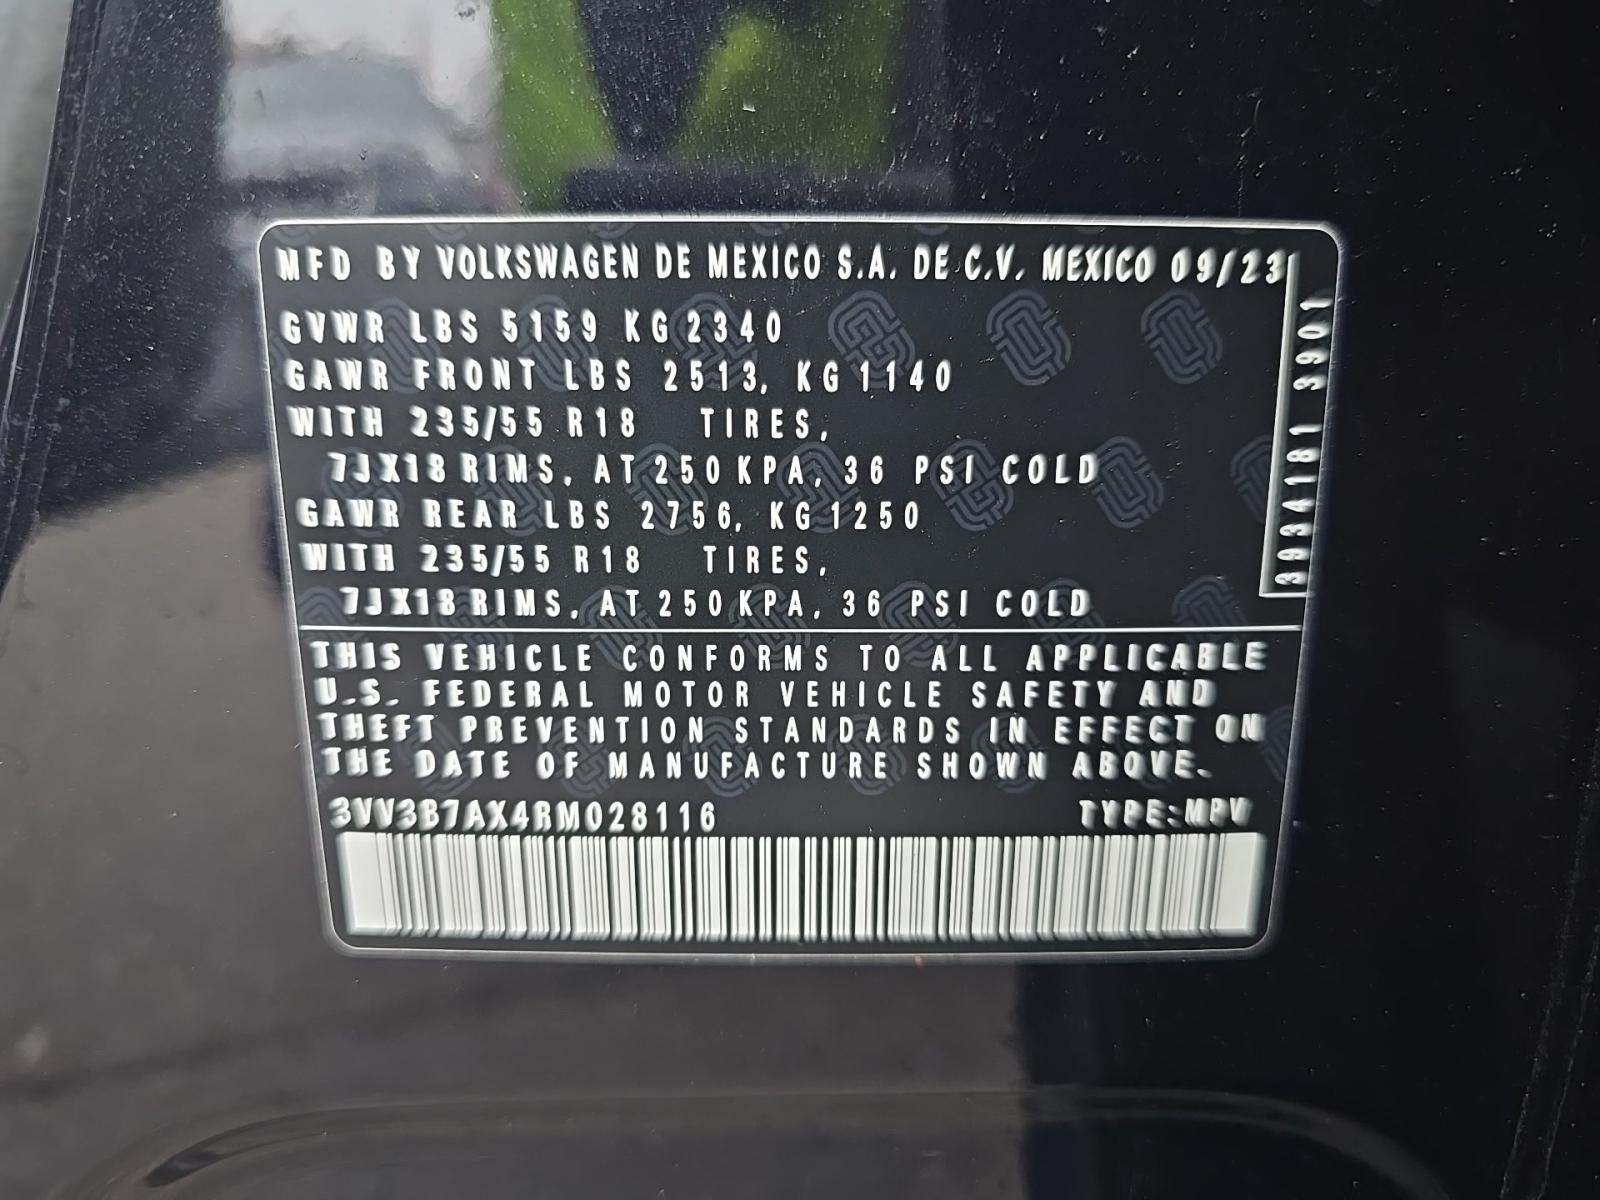 MFD BY VOLKSWAGEN DE MEXICO S.A. DE C.V. MEXICO 09/23
GVWR LBS 5159 KG 2340
GAWR FRONT LBS 2513, KG 1140
WITH 235/55 R18 TIRES,
7JX18 RIMS, AT 250 KPA, 36 PSI COLD
GAWR REAR LBS 2756, KG 1250
WITH 235/55 R18 TIRES,
7JX18 RIMS, AT 250 KPA, 36 PSI COLD
3934181 3901
THIS VEHICLE CONFORMS TO ALL APPLICABLE
U.S. FEDERAL MOTOR VEHICLE SAFETY AND
THEFT PREVENTION STANDARDS IN EFFECT ON
THE DATE OF MANUFACTURE SHOWN ABOVE.
3VV3B7AX4RM028116 TYPE:MPV